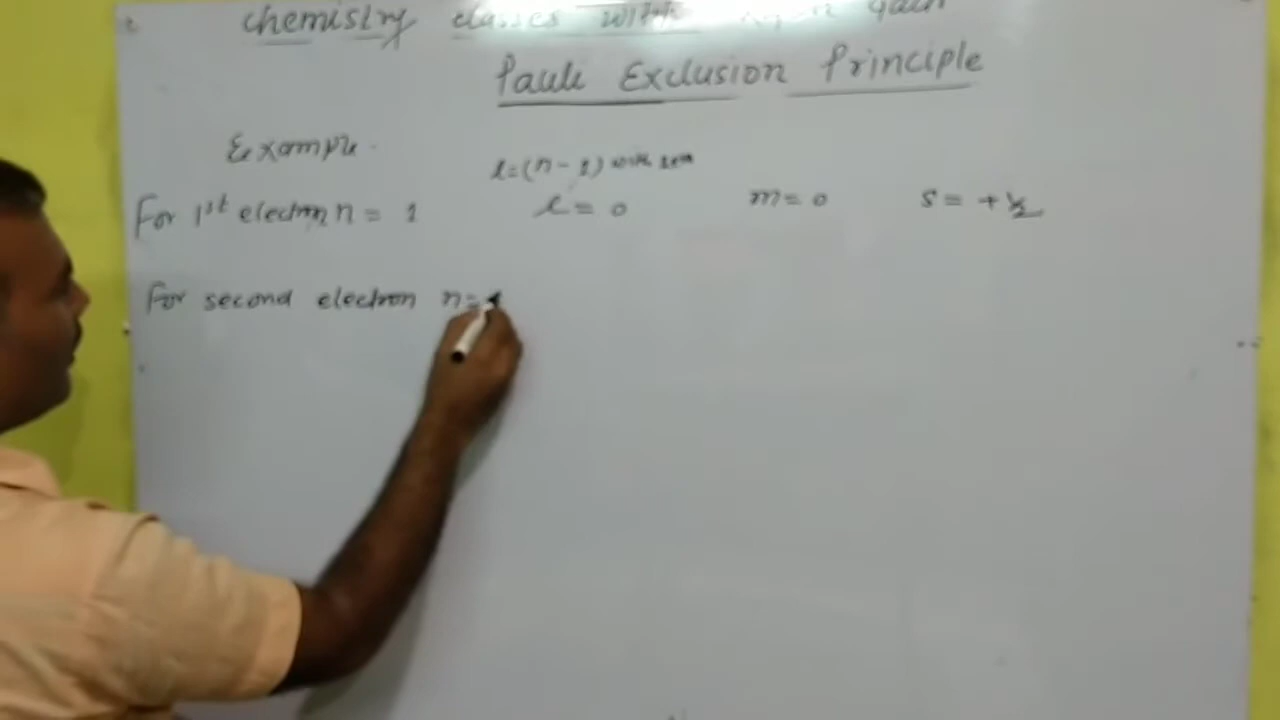 chemistry classes with
Pauli Exclusion Principle
Example
l=(n-1)
For 1st electron n = 1 l = 0 m = 0 s = +½
For second electron n=1